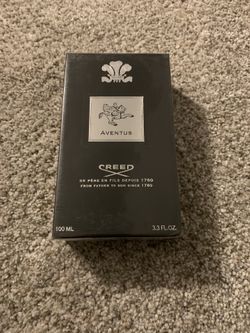 AVENTUS
CREED
DE PÈRE EN FILS DEPUIS 1760
FROM FATHER TO SON SINCE 1760
100 ML 3.3 FL.OZ.